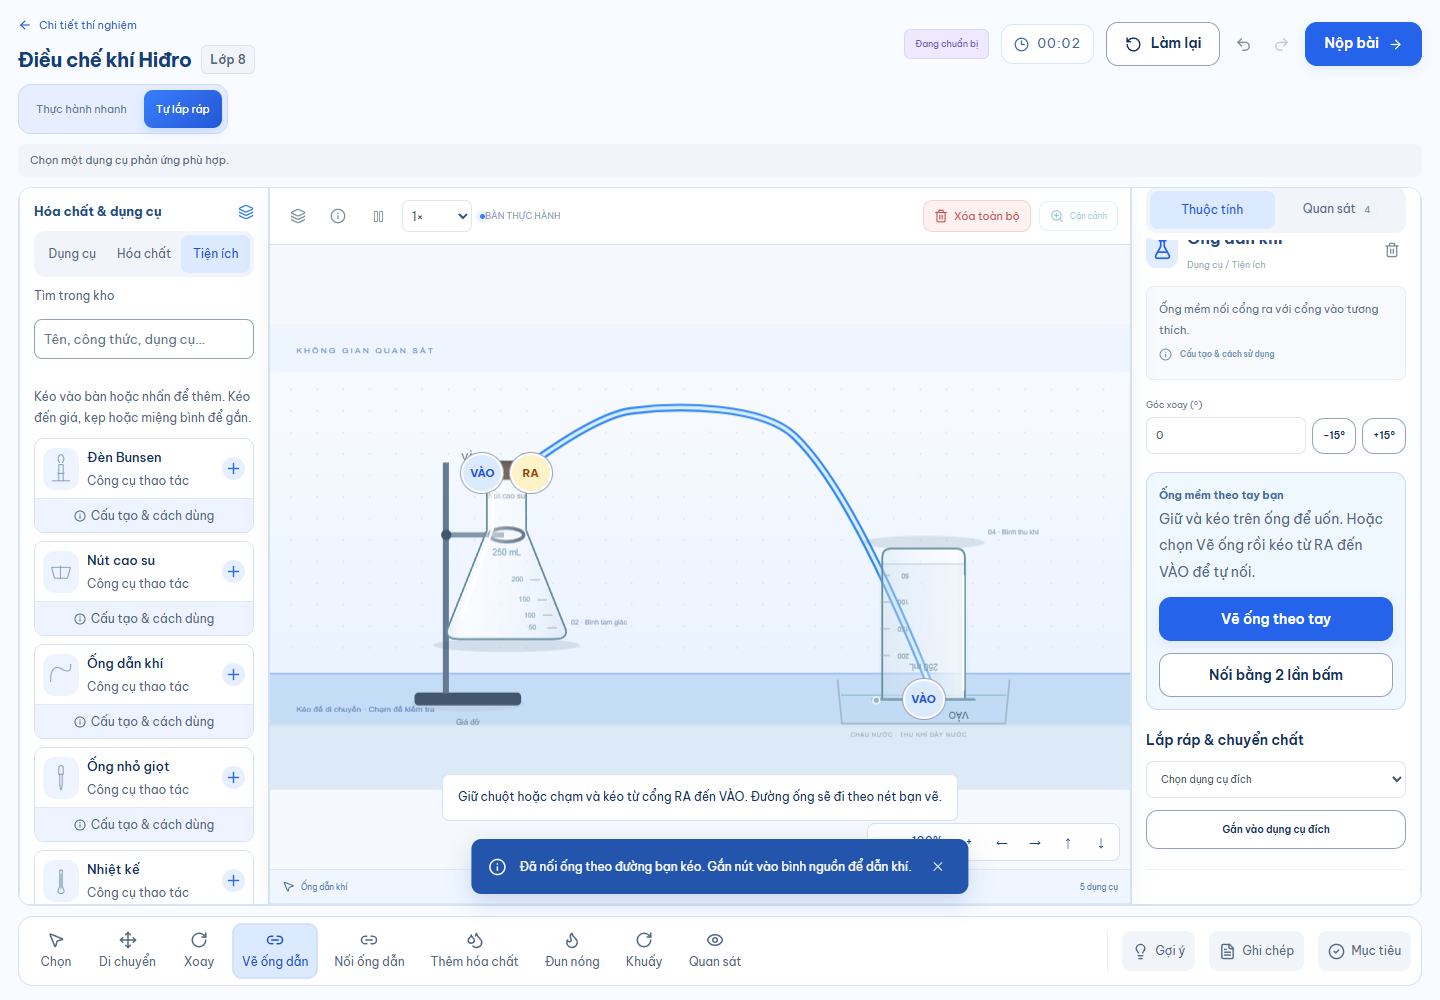 Chi tiết thí nghiệm
Điều chế khí Hiđro
Lớp 8
Đang chuẩn bị
00:02
Làm lại
Nộp bài
Thực hành nhanh
Tự lắp ráp
Chọn một dụng cụ phản ứng phù hợp.
Hóa chất & dụng cụ
Dụng cụ
Hóa chất
Tiện ích
Tìm trong kho
Tên, công thức, dụng cụ...
Kéo vào bàn hoặc nhấn để thêm. Kéo
đến giá, kẹp hoặc miệng bình để gắn.
Đèn Bunsen
Công cụ thao tác
Cấu tạo & cách dùng
Nút cao su
Công cụ thao tác
Cấu tạo & cách dùng
Ống dẫn khí
Công cụ thao tác
Cấu tạo & cách dùng
Ống nhỏ giọt
Công cụ thao tác
Cấu tạo & cách dùng
Nhiệt kế
Công cụ thao tác
1×
BÀN THỰC HÀNH
Xóa toàn bộ
Cận cảnh
KHÔNG GIAN QUAN SÁT
VÀO
RA
cao su
250 mL
200
150
100
50
02 · Bình tam giác
04 · Bình thu khí
50
100
150
200
250 mL
VÀO
VÀO
Kéo để di chuyển · Chạm để kiểm tra
Giá đỡ
CHẬU NƯỚC · THU KHÍ ĐẨY NƯỚC
Giữ chuột hoặc chạm và kéo từ cổng RA đến VÀO. Đường ống sẽ đi theo nét bạn vẽ.
100%
+
←
→
↑
↓
Đã nối ống theo đường bạn kéo. Gắn nút vào bình nguồn để dẫn khí.
Ống dẫn khí
5 dụng cụ
Thuộc tính
Quan sát 4
Ống dẫn khí
Dụng cụ / Tiện ích
Ống mềm nối cổng ra với cổng vào tương
thích.
Cấu tạo & cách sử dụng
Góc xoay (°)
0
-15°
+15°
Ống mềm theo tay bạn
Giữ và kéo trên ống để uốn. Hoặc
chọn Vẽ ống rồi kéo từ RA đến
VÀO để tự nối.
Vẽ ống theo tay
Nối bằng 2 lần bấm
Lắp ráp & chuyển chất
Chọn dụng cụ đích
Gắn vào dụng cụ đích
Chọn
Di chuyển
Xoay
Vẽ ống dẫn
Nối ống dẫn
Thêm hóa chất
Đun nóng
Khuấy
Quan sát
Gợi ý
Ghi chép
Mục tiêu